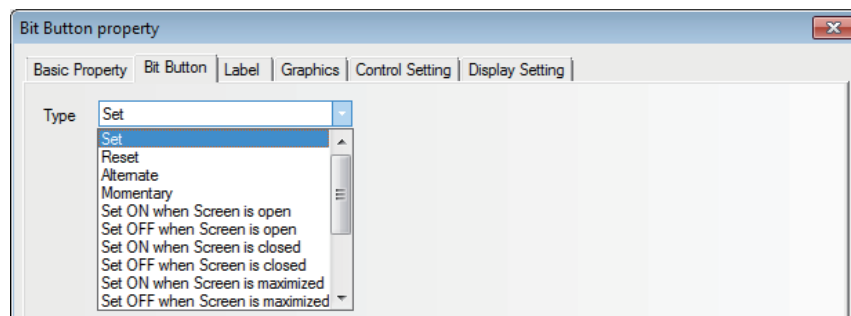 Bit Button property
Basic Property Bit Button Label Graphics Control Setting Display Setting
Type Set
Set
Reset
Alternate
Momentary
Set ON when Screen is open
Set OFF when Screen is open
Set ON when Screen is closed
Set OFF when Screen is closed
Set ON when Screen is maximized
Set OFF when Screen is maximized